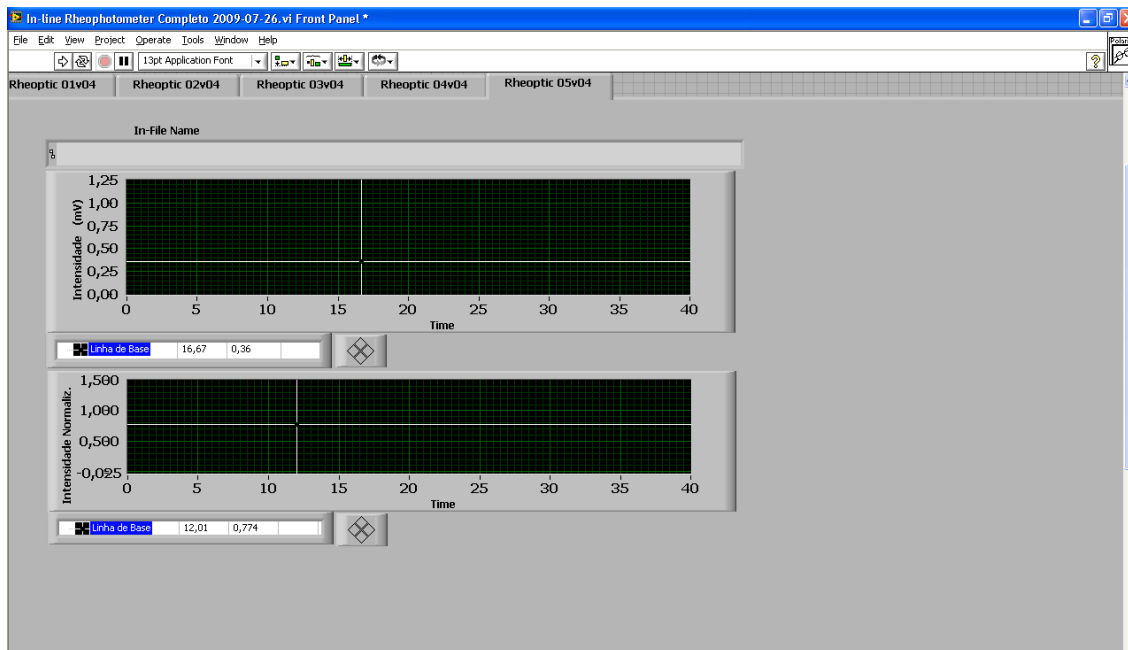 In-line Rheophotometer Completo 2009-07-26.vi Front Panel *
File Edit View Project Operate Tools Window Help
13pt Application Font
?
Rheoptic 01v04 Rheoptic 02v04 Rheoptic 03v04 Rheoptic 04v04 Rheoptic 05v04
In-File Name
Intensidade (mV)
1,25
1,00
0,75
0,50
0,25
0,00
0 5 10 15 20 25 30 35 40
Time
Linha de Base 16,67 0,36
Intensidade Normaliz.
1,500
1,000
0,500
-0,025
0 5 10 15 20 25 30 35 40
Time
Linha de Base 12,01 0,774